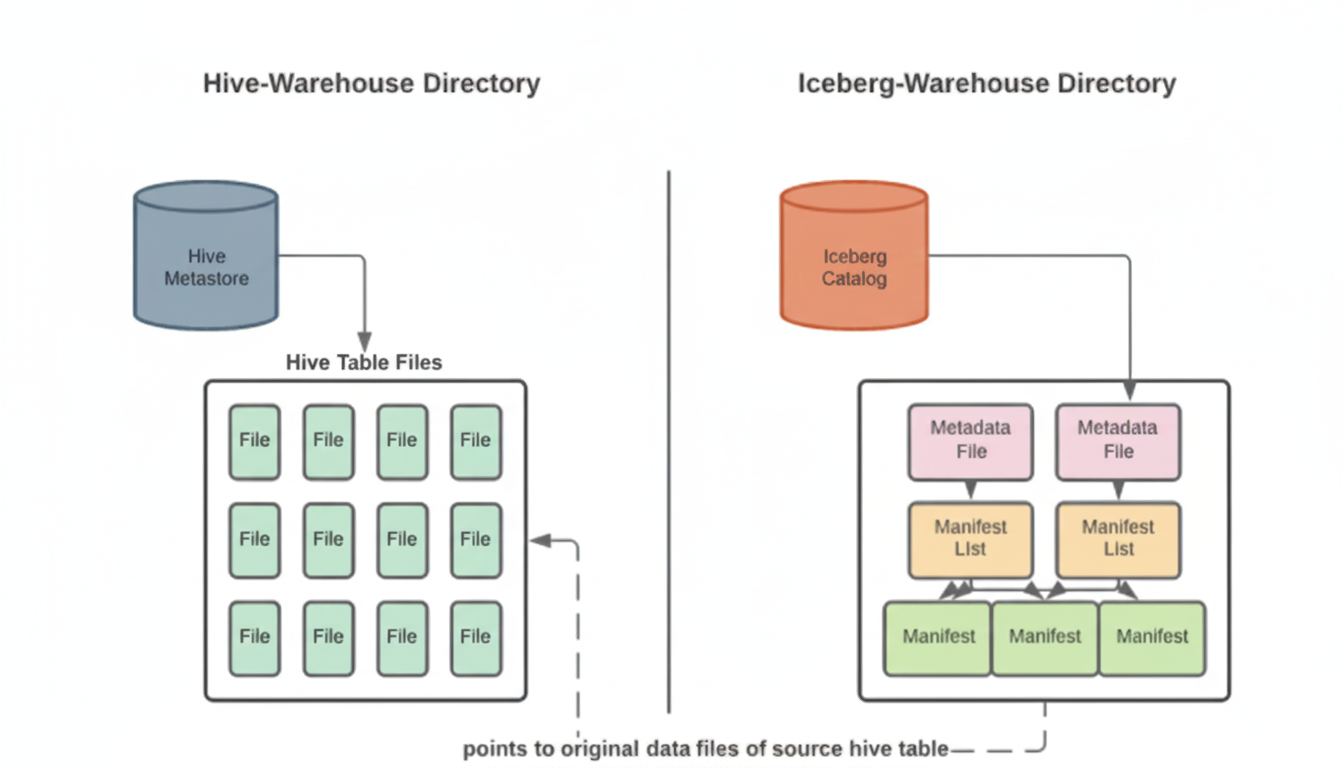 Hive-Warehouse Directory
Iceberg-Warehouse Directory
Hive
Metastore
Iceberg
Catalog
Hive Table Files
File File File File
File File File File
File File File File
Metadata
File
Metadata
File
Manifest
LIst
Manifest
LIst
Manifest Manifest Manifest
points to original data files of source hive table